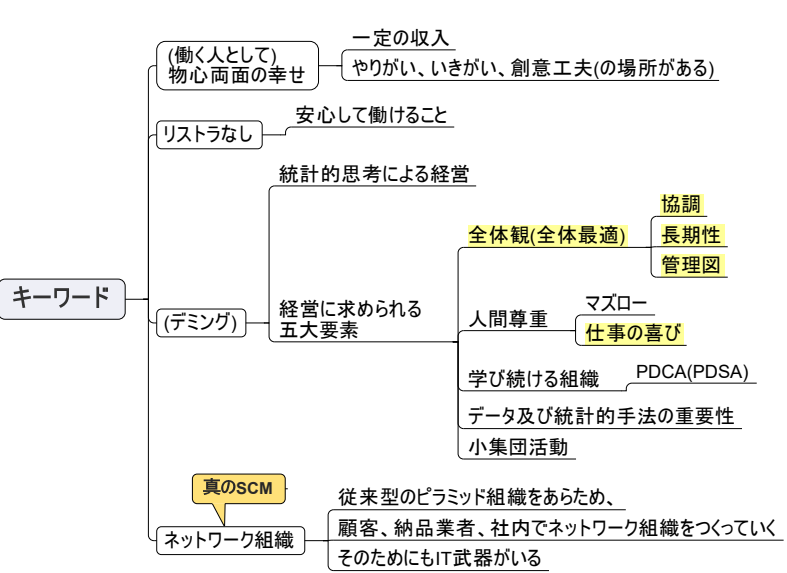 (働く人として)
物心両面の幸せ
一定の収入
やりがい、いきがい、創意工夫(の場所がある)
リストラなし
安心して働けること
キーワード
(デミング)
統計的思考による経営
経営に求められる
五大要素
全体観(全体最適)
協調
長期性
管理図
人間尊重
マズロー
仕事の喜び
学び続ける組織
PDCA(PDSA)
データ及び統計的手法の重要性
小集団活動
真のSCM
ネットワーク組織
従来型のピラミッド組織をあらため、
顧客、納品業者、社内でネットワーク組織をつくっていく
そのためにもIT武器がいる